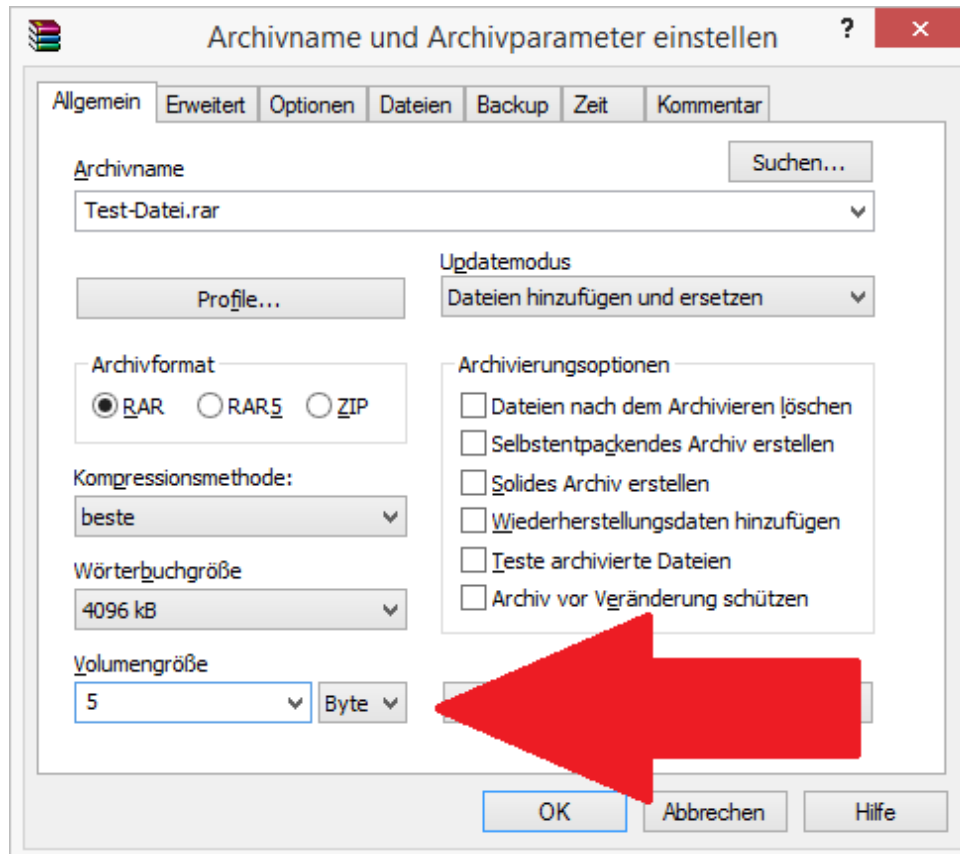 Archivname und Archivparameter einstellen
?
Allgemein Erweitert Optionen Dateien Backup Zeit Kommentar
Archivname
Suchen...
Test-Datei.rar
Profile...
Updatemodus
Dateien hinzufügen und ersetzen
Archivformat
RAR RAR5 ZIP
Kompressionsmethode:
beste
Wörterbuchgröße
4096 kB
Volumengröße
5 Byte
Archivierungsoptionen
Dateien nach dem Archivieren löschen
Selbstentpackendes Archiv erstellen
Solides Archiv erstellen
Wiederherstellungsdaten hinzufügen
Teste archivierte Dateien
Archiv vor Veränderung schützen
OK Abbrechen Hilfe